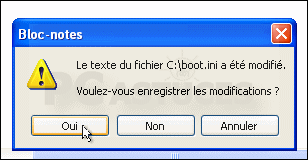 Bloc-notes
Le texte du fichier C:\boot.ini a été modifié.
Voulez-vous enregistrer les modifications ?
Oui
Non
Annuler